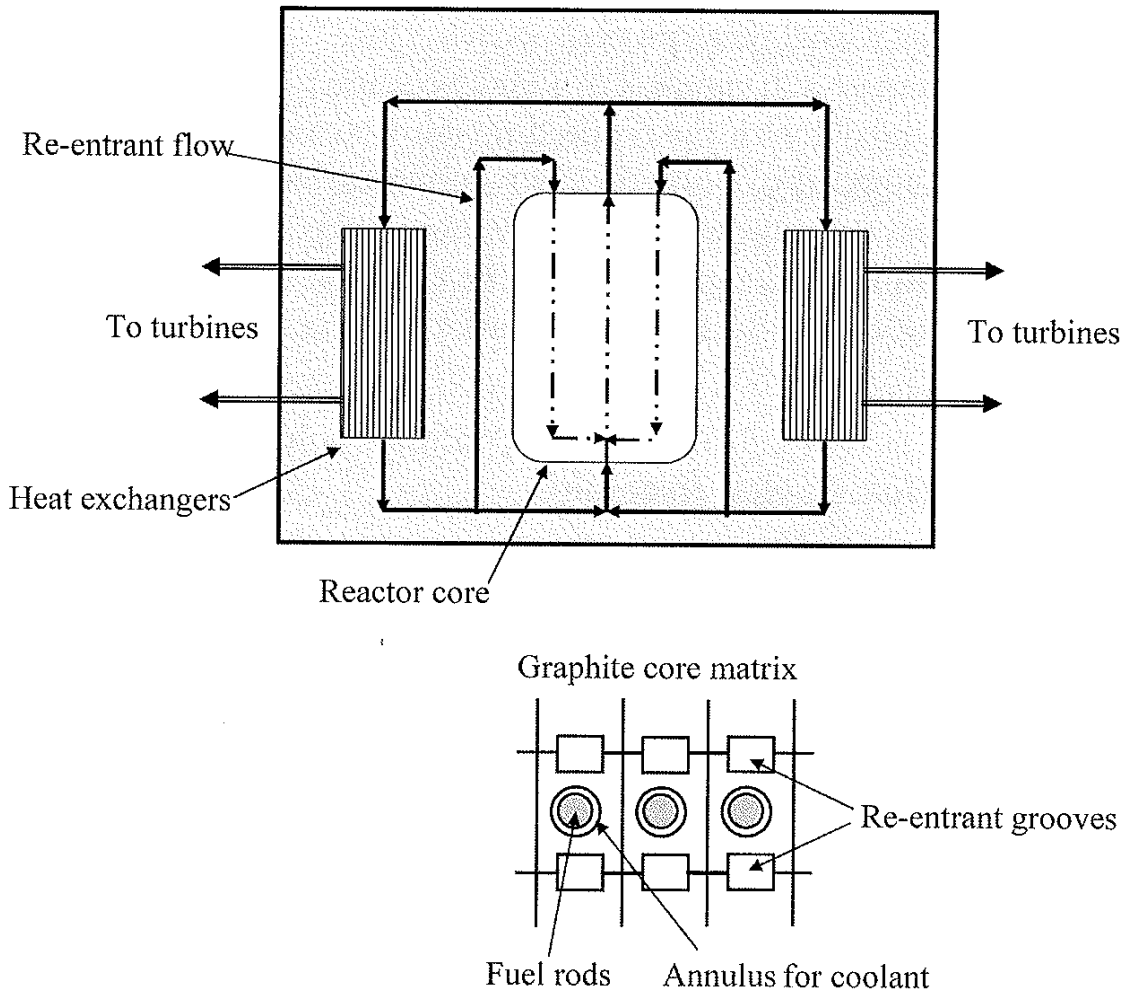 Re-entrant flow
To turbines
To turbines
Heat exchangers
Reactor core
Graphite core matrix
Re-entrant grooves
Fuel rods
Annulus for coolant